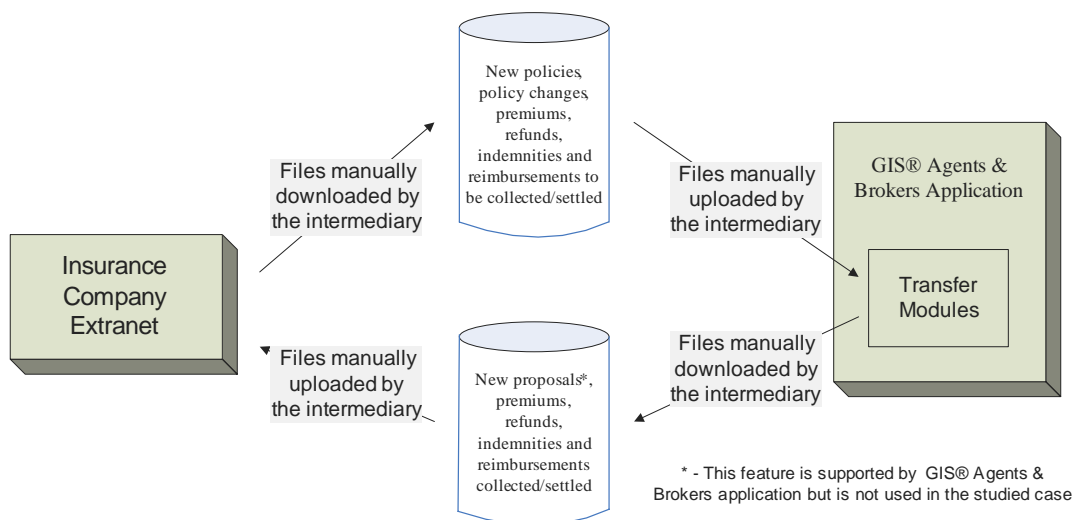 New policies,
policy changes,
premiums,
refunds,
indemnities and
reimbursements to
be collected/settled
Files manually
downloaded by
the intermediary
Files manually
uploaded by
the intermediary
GIS® Agents &
Brokers Application
Transfer
Modules
Insurance
Company
Extranet
Files manually
uploaded by
the intermediary
New proposals*,
premiums,
refunds,
indemnities and
reimbursements
collected/settled
Files manually
downloaded by
the intermediary
* - This feature is supported by GIS® Agents &
Brokers application but is not used in the studied case